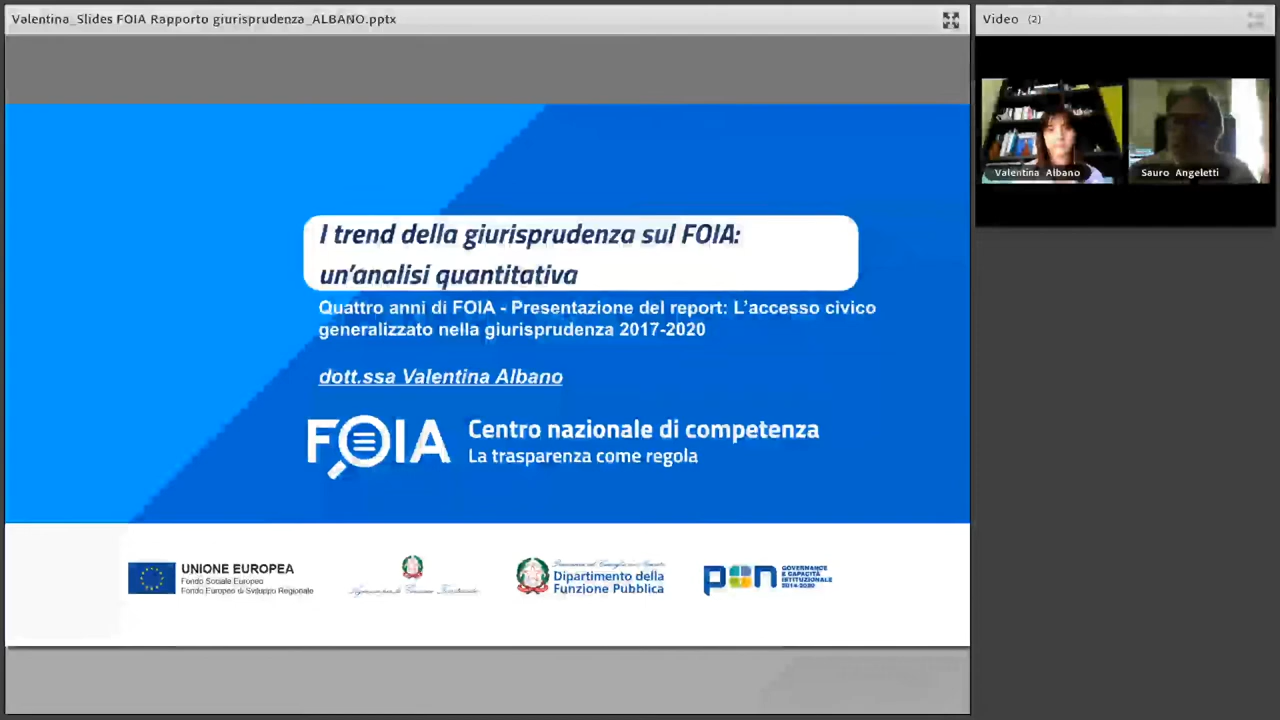 Valentina_Slides FOIA Rapporto giurisprudenza_ALBANO.pptx
Video (2)
Valentina Albano
Sauro Angeletti
I trend della giurisprudenza sul FOIA:
un'analisi quantitativa
Quattro anni di FOIA - Presentazione del report: L'accesso civico
generalizzato nella giurisprudenza 2017-2020
dott.ssa Valentina Albano
FOIA
Centro nazionale di competenza
La trasparenza come regola
UNIONE EUROPEA
Fondo Sociale Europeo
Fondo Europeo di Sviluppo Regionale
Dipartimento della
Funzione Pubblica
pon
GOVERNANCE
E CAPACITÀ
ISTITUZIONALE
2014-2020